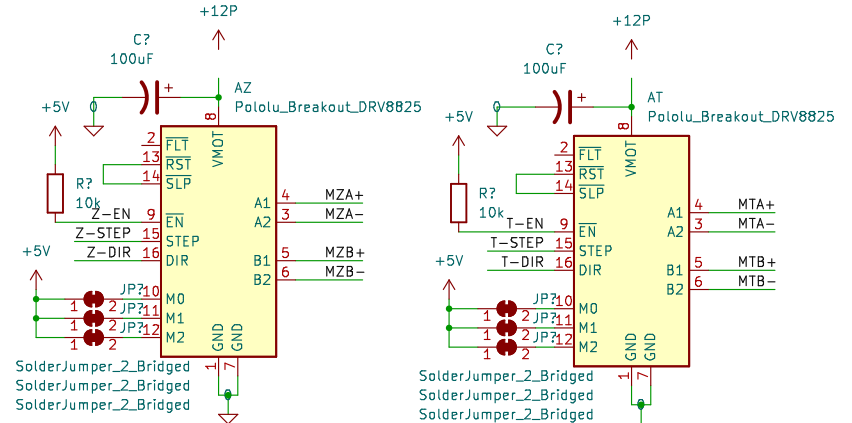 +12P
C?
100uF
+
0
+5V
AZ
Pololu_Breakout_DRV8825
8
VMOT
2 FLT
13 RST
14 SLP
R?
10k
Z-EN 9 EN
Z-STEP 15 STEP
Z-DIR 16 DIR
A1 4 MZA+
A2 3 MZA-
B1 5 MZB+
B2 6 MZB-
+5V
JP? 10 M0
1 2
JP? 11 M1
1 2
JP? 12 M2
1 2
GND GND
1 7
SolderJumper_2_Bridged
SolderJumper_2_Bridged
SolderJumper_2_Bridged
0
+12P
C?
100uF
+
0
+5V
AT
Pololu_Breakout_DRV8825
8
VMOT
2 FLT
13 RST
14 SLP
R?
10k
T-EN 9 EN
T-STEP 15 STEP
T-DIR 16 DIR
A1 4 MTA+
A2 3 MTA-
B1 5 MTB+
B2 6 MTB-
+5V
JP? 10 M0
1 2
JP? 11 M1
1 2
JP? 12 M2
1 2
GND GND
1 7
SolderJumper_2_Bridged
SolderJumper_2_Bridged
SolderJumper_2_Bridged
0